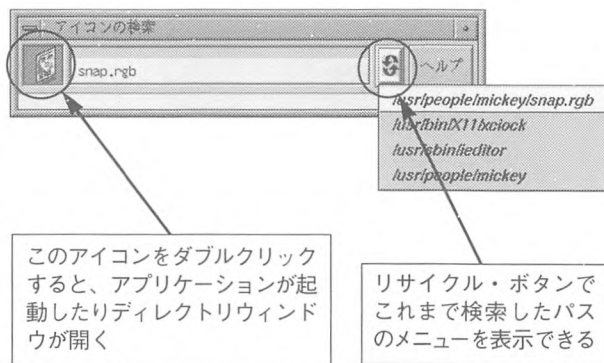 アイコンの検索
snap.rgb
ヘルプ
/usr/people/mickey/snap.rgb
/usr/bin/X11/xclock
/usr/sbin/ieditor
/usr/people/mickey
このアイコンをダブルクリック
すると、アプリケーションが起
動したりディレクトリウィンド
ウが開く
リサイクル・ボタンで
これまで検索したパス
のメニューを表示できる